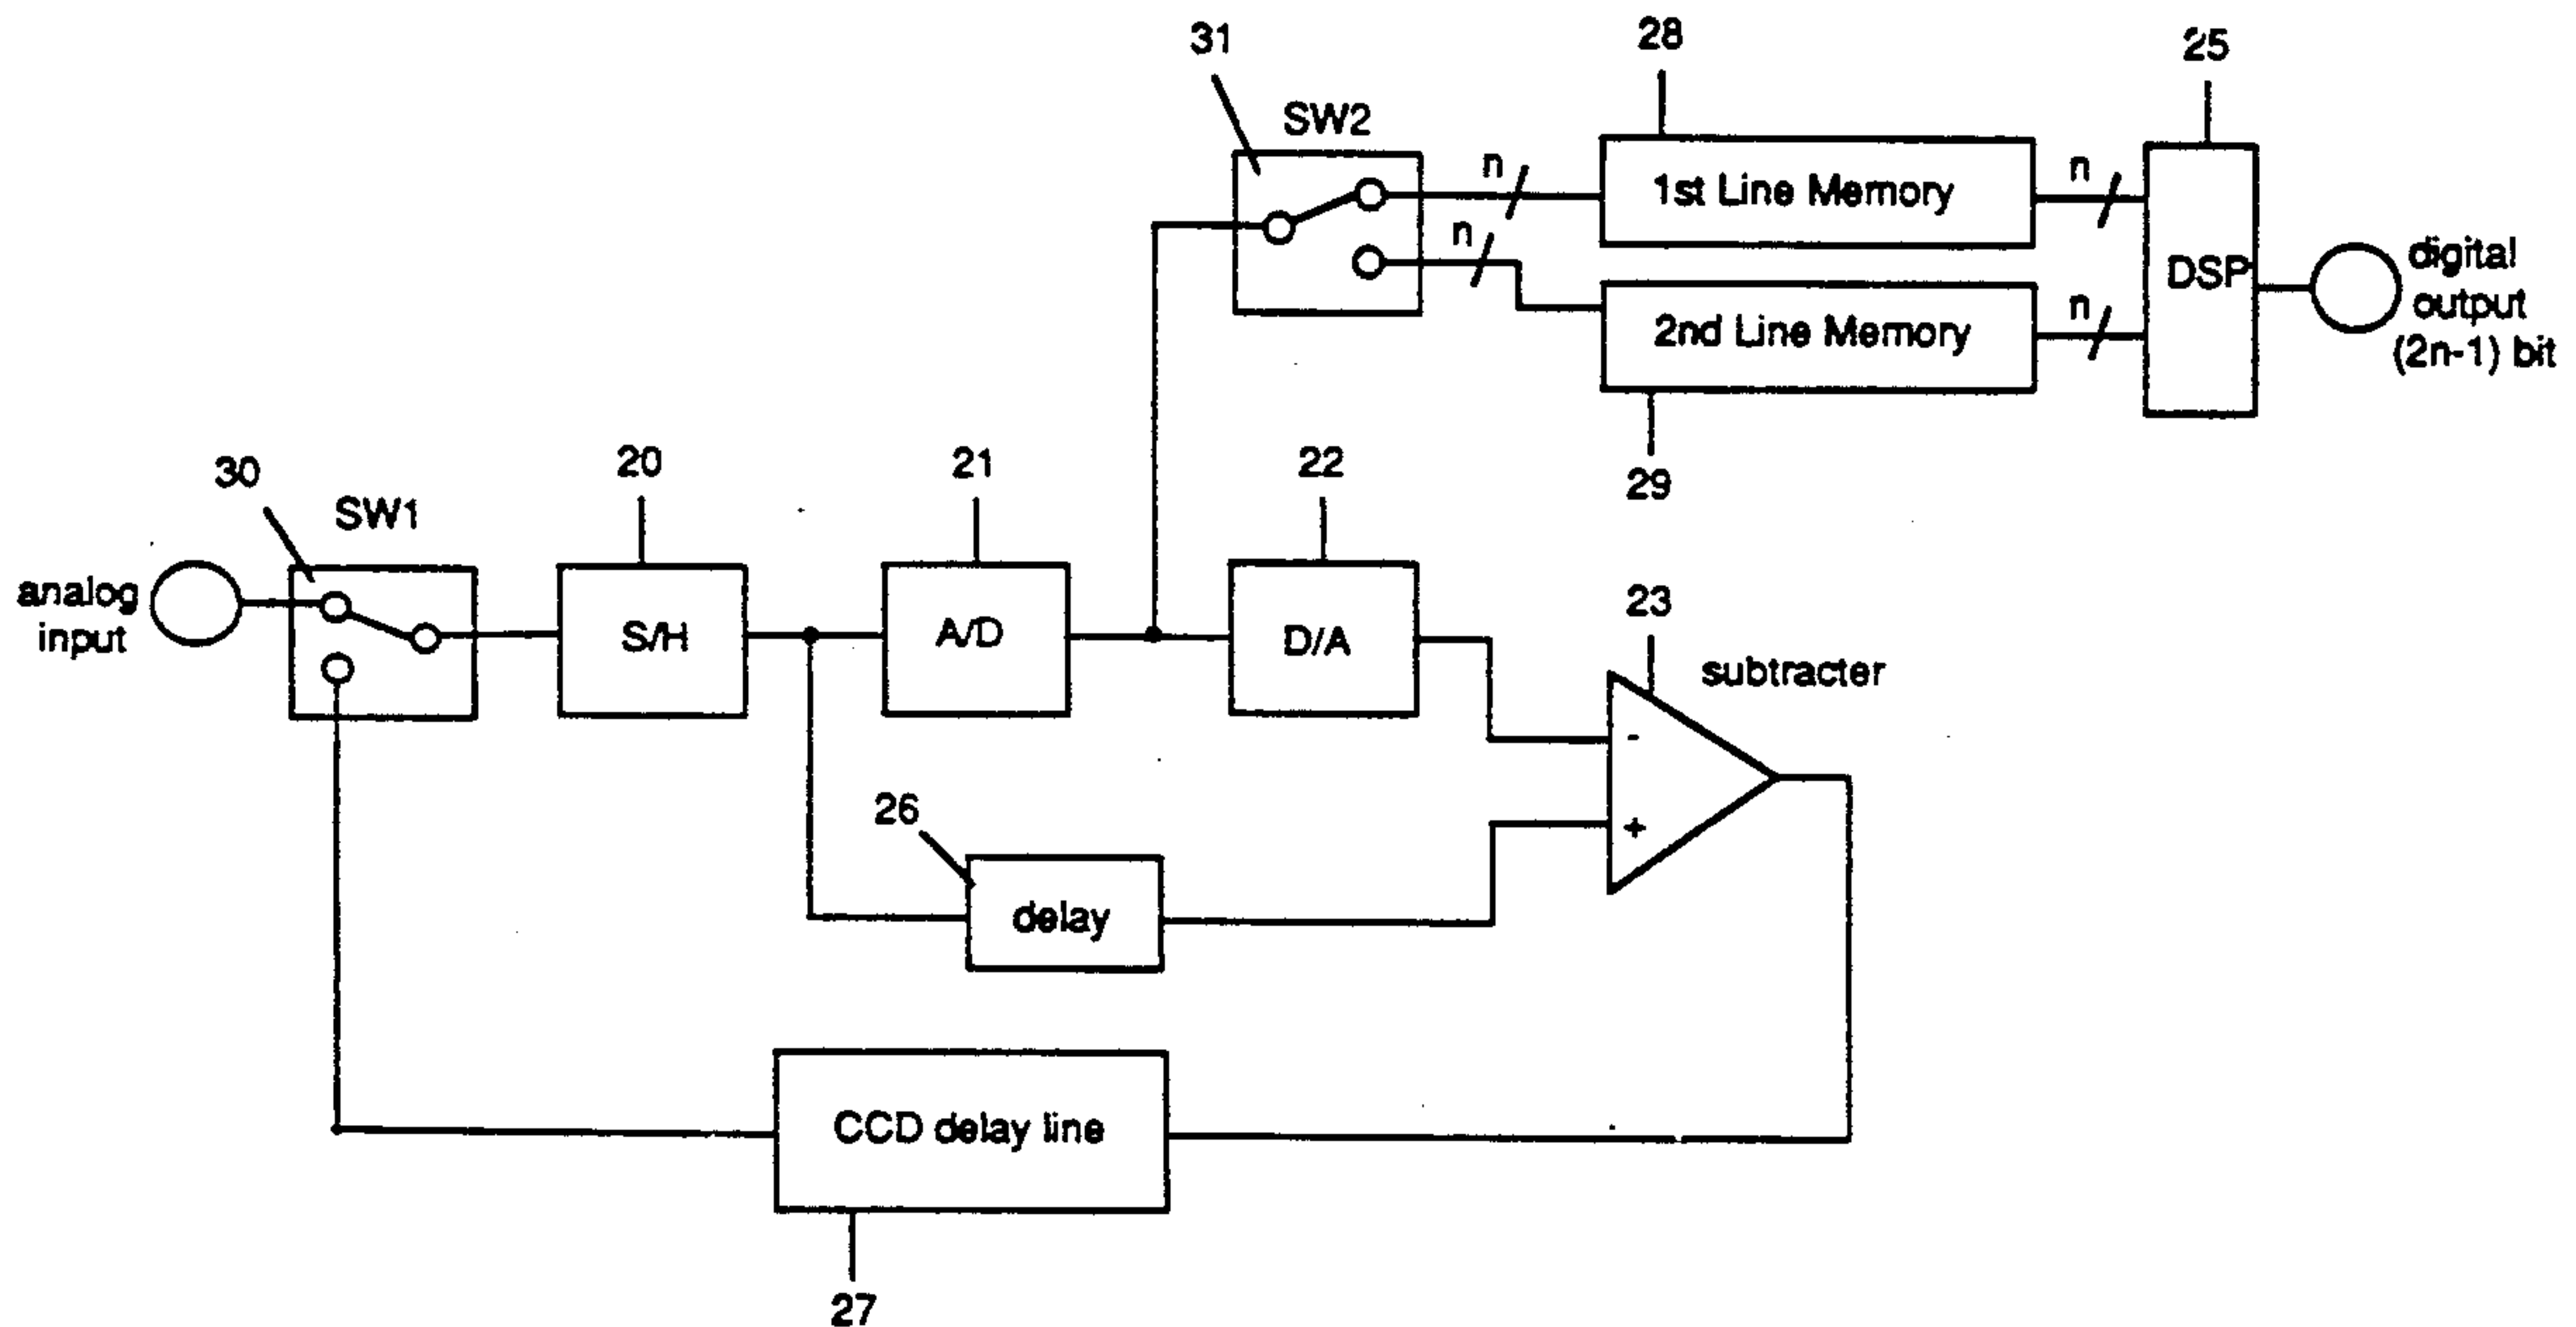 31
28
25
SW2
n
1st Line Memory
n
n
DSP
digital
output
(2n-1) bit
2nd Line Memory
n
29
30
SW1
20
21
22
analog
input
S/H
A/D
D/A
23
subtracter
-
+
26
delay
CCD delay line
27